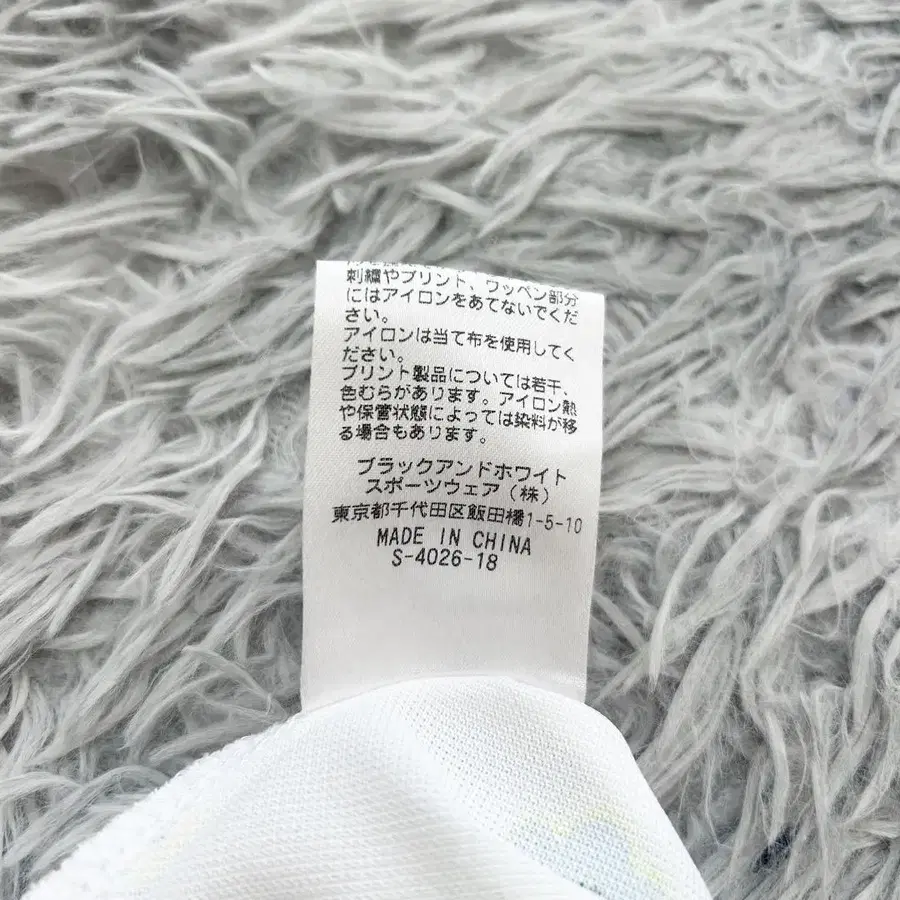 刺繍やプリント、ワッペン部分
にはアイロンをあてないでくだ
さい。
アイロンは当て布を使用してく
ださい。
プリント製品については若干、
色むらがあります。アイロン熱
や保管状態によっては染料が移
る場合もあります。
ブラックアンドホワイト
スポーツウェア(株)
東京都千代田区飯田橋1-5-10
MADE IN CHINA
S-4026-18